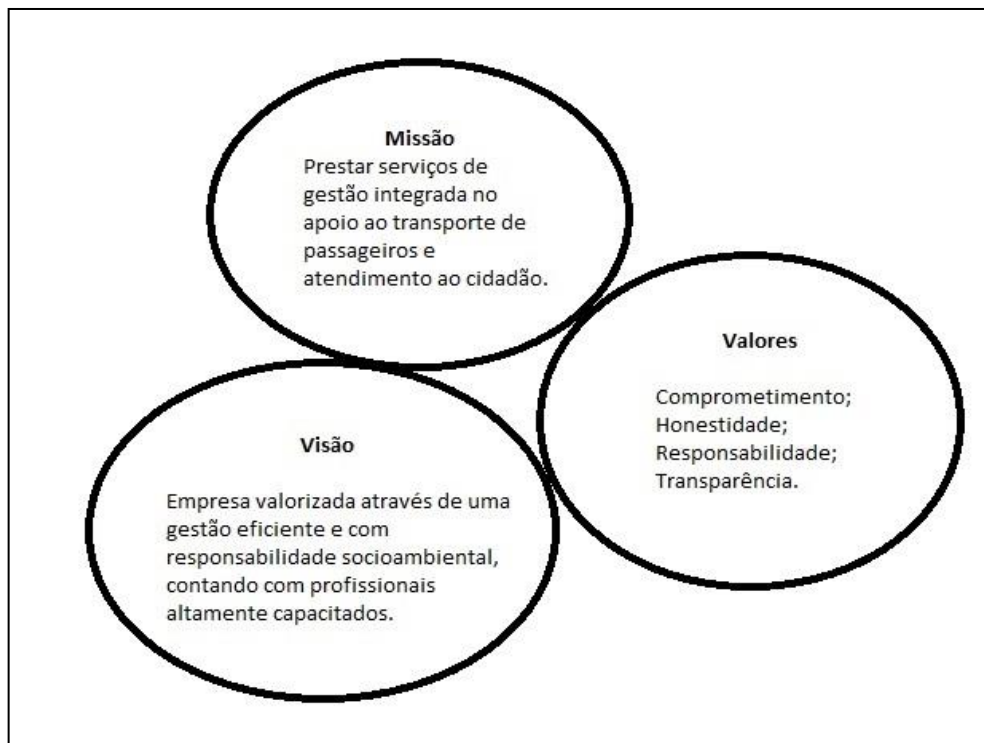 Missão
Prestar serviços de
gestão integrada no
apoio ao transporte de
passageiros e
atendimento ao cidadão.
Valores
Comprometimento;
Honestidade;
Responsabilidade;
Transparência.
Visão
Empresa valorizada através de uma
gestão eficiente e com
responsabilidade socioambiental,
contando com profissionais
altamente capacitados.